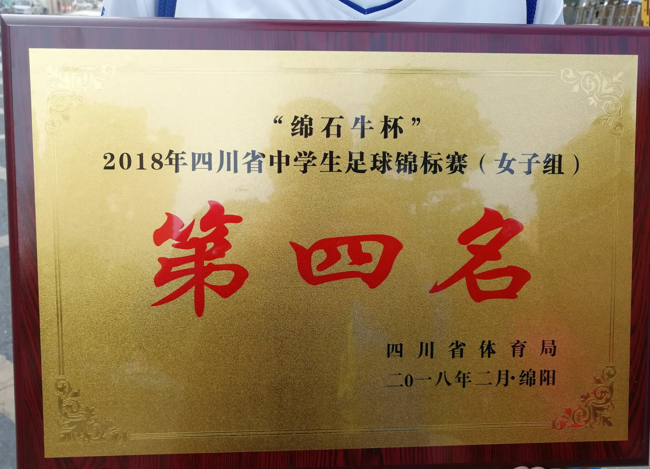 “绵石牛杯”
2018年四川省中学生足球锦标赛（女子组）
第四名
四川省体育局
二0一八年二月·绵阳